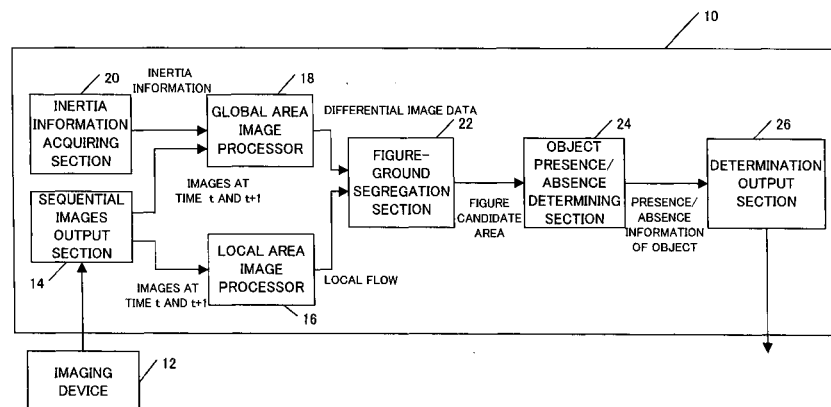 10
20
INERTIA
INFORMATION
ACQUIRING
SECTION
INERTIA
INFORMATION
18
GLOBAL AREA
IMAGE
PROCESSOR
DIFFERENTIAL IMAGE DATA
22
FIGURE-
GROUND
SEGREGATION
SECTION
FIGURE
CANDIDATE
AREA
24
OBJECT
PRESENCE/
ABSENCE
DETERMINING
SECTION
PRESENCE/
ABSENCE
INFORMATION
OF OBJECT
26
DETERMINATION
OUTPUT
SECTION
SEQUENTIAL
IMAGES
OUTPUT
SECTION
14
IMAGES AT
TIME t AND t+1
IMAGES AT
TIME t AND t+1
LOCAL AREA
IMAGE
PROCESSOR
16
LOCAL FLOW
IMAGING
DEVICE
12